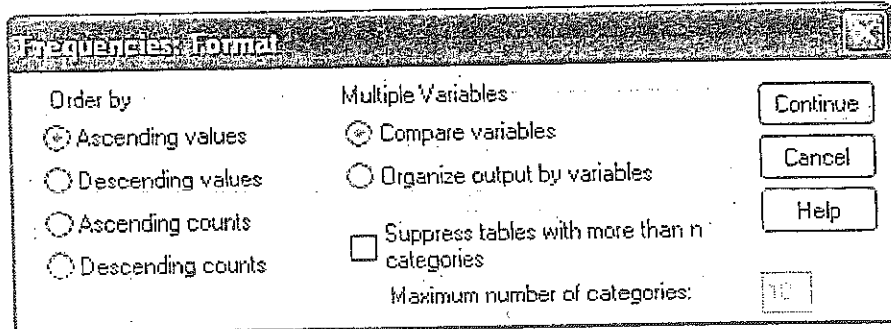 Frequencies: Format
Order by
Ascending values
Descending values
Ascending counts
Descending counts
Multiple Variables
Compare variables
Organize output by variables
Suppress tables with more than n
categories
Maximum number of categories:
10
Continue
Cancel
Help